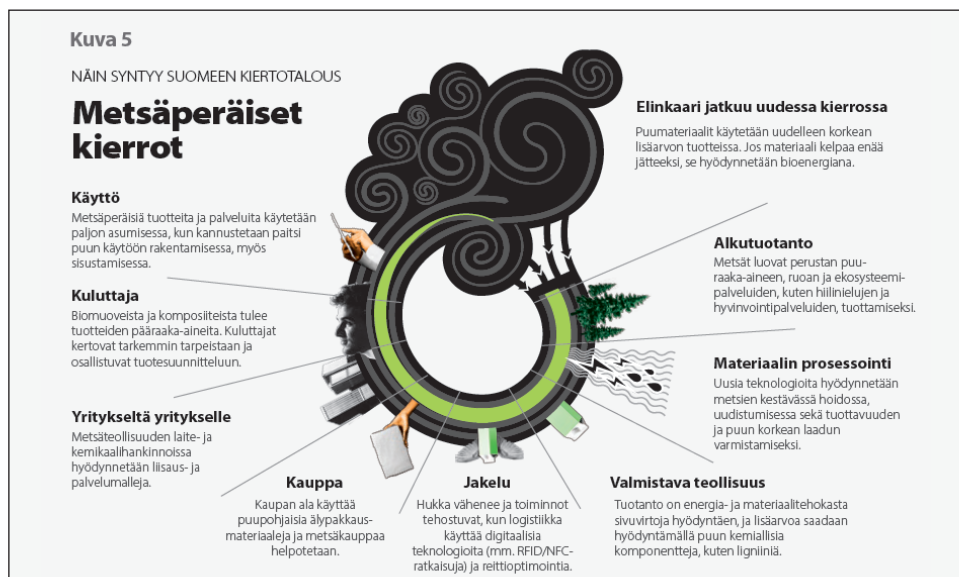 Kuva 5
NÄIN SYNTYY SUOMEEN KIERTOTALOUS
Metsäperäiset
kierrot
Elinkaari jatkuu uudessa kierrossa
Puumateriaalit käytetään uudelleen korkean
lisäarvon tuotteissa. Jos materiaali kelpaa enää
jätteeksi, se hyödynnetään bioenergiana.
Käyttö
Metsäperäisiä tuotteita ja palveluita käytetään
paljon asumisessa, kun kannustetaan paitsi
puun käytöön rakentamisessa, myös
sisustamisessa.
Alkutuotanto
Metsät luovat perustan puu-
raaka-aineen, ruoan ja ekosysteemi-
palveluiden, kuten hiilinielujen ja
hyvinvointipalveluiden, tuottamiseksi.
Kuluttaja
Biomuoveista ja komposiiteista tulee
tuotteiden pääraaka-aineita. Kuluttajat
kertovat tarkemmin tarpeistaan ja
osallistuvat tuotesuunnitteluun.
Materiaalin prosessointi
Uusia teknologioita hyödynnetään
metsien kestävässä hoidossa,
uudistumisessa sekä tuottavuuden
ja puun korkean laadun
varmistamiseksi.
Yritykseltä yritykselle
Metsäteollisuuden laite- ja
kemikaalihankinnoissa
hyödynnetään liisaus- ja
palvelumalleja.
Kauppa
Kaupan ala käyttää
puupohjaisia älypakkaus-
materiaaleja ja metsäkauppaa
helpotetaan.
Jakelu
Hukka vähenee ja toiminnot
tehostuvat, kun logistiikka
käyttää digitaalisia
teknologioita (mm. RFID/NFC-
ratkaisuja) ja reittioptimointia.
Valmistava teollisuus
Tuotanto on energia- ja materiaalitehokasta
sivuvirtoja hyödyntäen, ja lisäarvoa saadaan
hyödyntämällä puun kemiallisia
komponentteja, kuten ligniiniä.